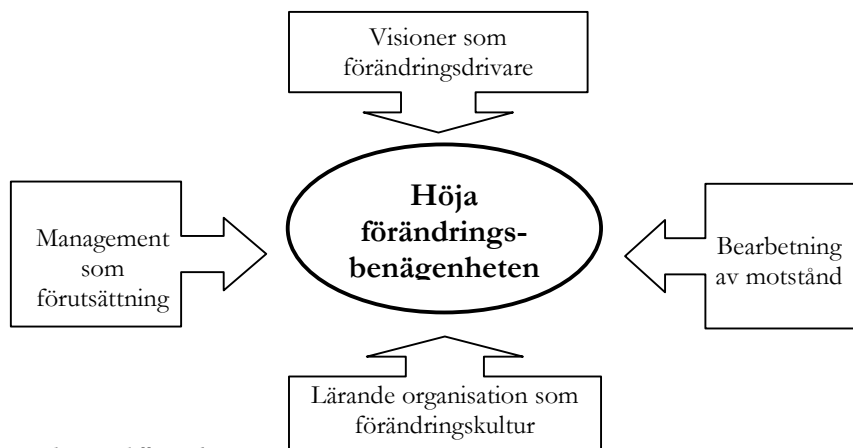 Visioner som
förändringsdrivare
Höja
förändrings-
benägenheten
Management
som
förutsättning
Bearbetning
av motstånd
Lärande organisation som
förändringskultur